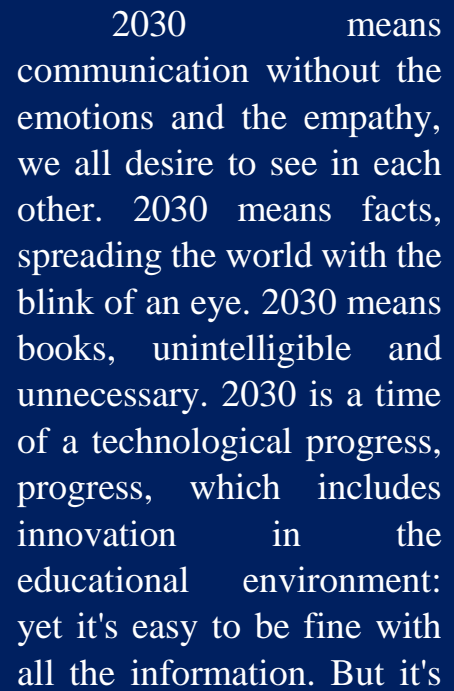 2030 means
communication without the
emotions and the empathy,
we all desire to see in each
other. 2030 means facts,
spreading the world with the
blink of an eye. 2030 means
books, unintelligible and
unnecessary. 2030 is a time
of a technological progress,
progress, which includes
innovation in the
educational environment:
yet it's easy to be fine with
all the information. But it's